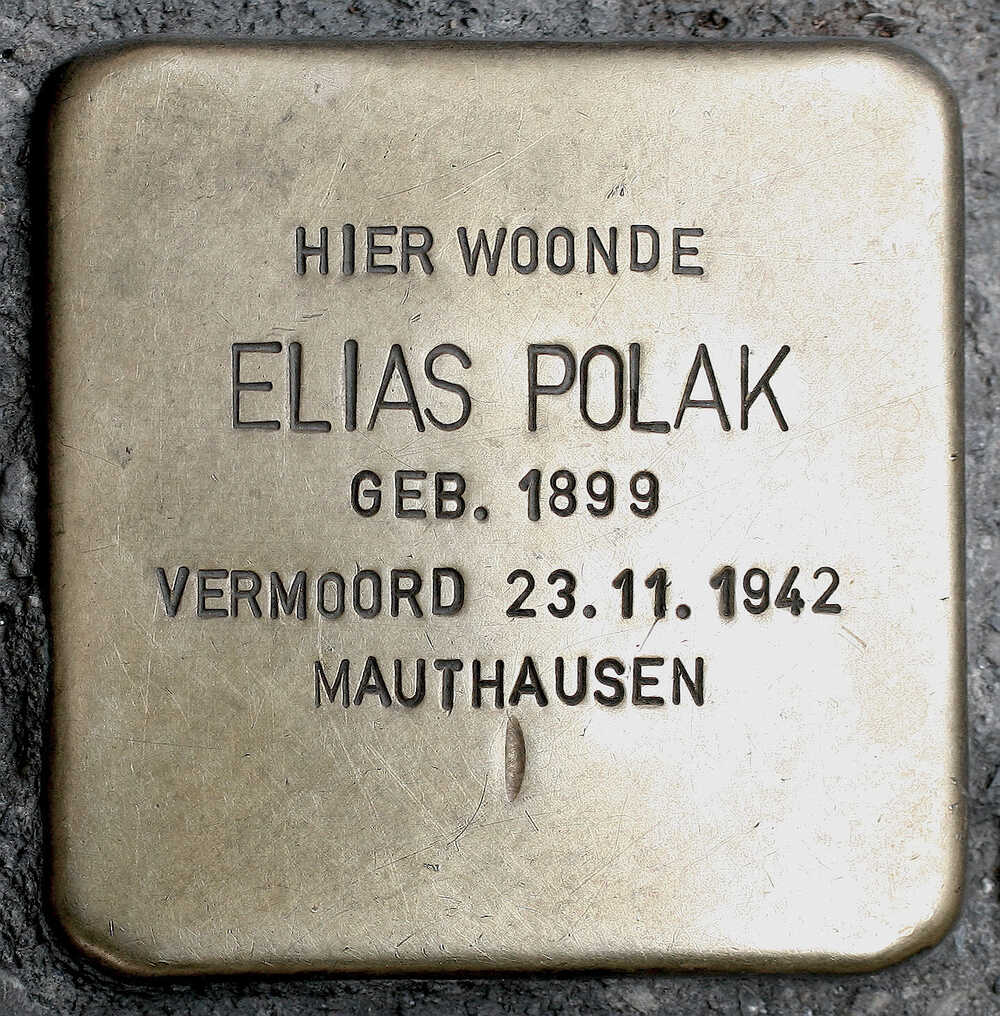 HIER WOONDE
ELIAS POLAK
GEB. 1899
VERMOORD 23.11.1942
MAUTHAUSEN